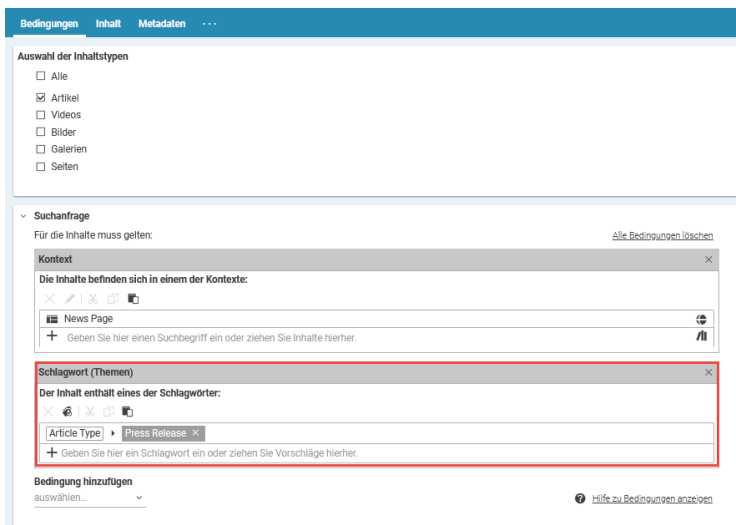 Bedingungen Inhalt Metadaten ...
Auswahl der Inhaltstypen
Alle
Artikel
Videos
Bilder
Galerien
Seiten
Suchanfrage
Für die Inhalte muss gelten:
Alle Bedingungen löschen
Kontext
Die Inhalte befinden sich in einem der Kontexte:
News Page
Geben Sie hier einen Suchbegriff ein oder ziehen Sie Inhalte hierher.
Schlagwort (Themen)
Der Inhalt enthält eines der Schlagwörter:
Article Type Press Release
Geben Sie hier ein Schlagwort ein oder ziehen Sie Vorschläge hierher.
Bedingung hinzufügen
auswählen... Hilfe zu Bedingungen anzeigen